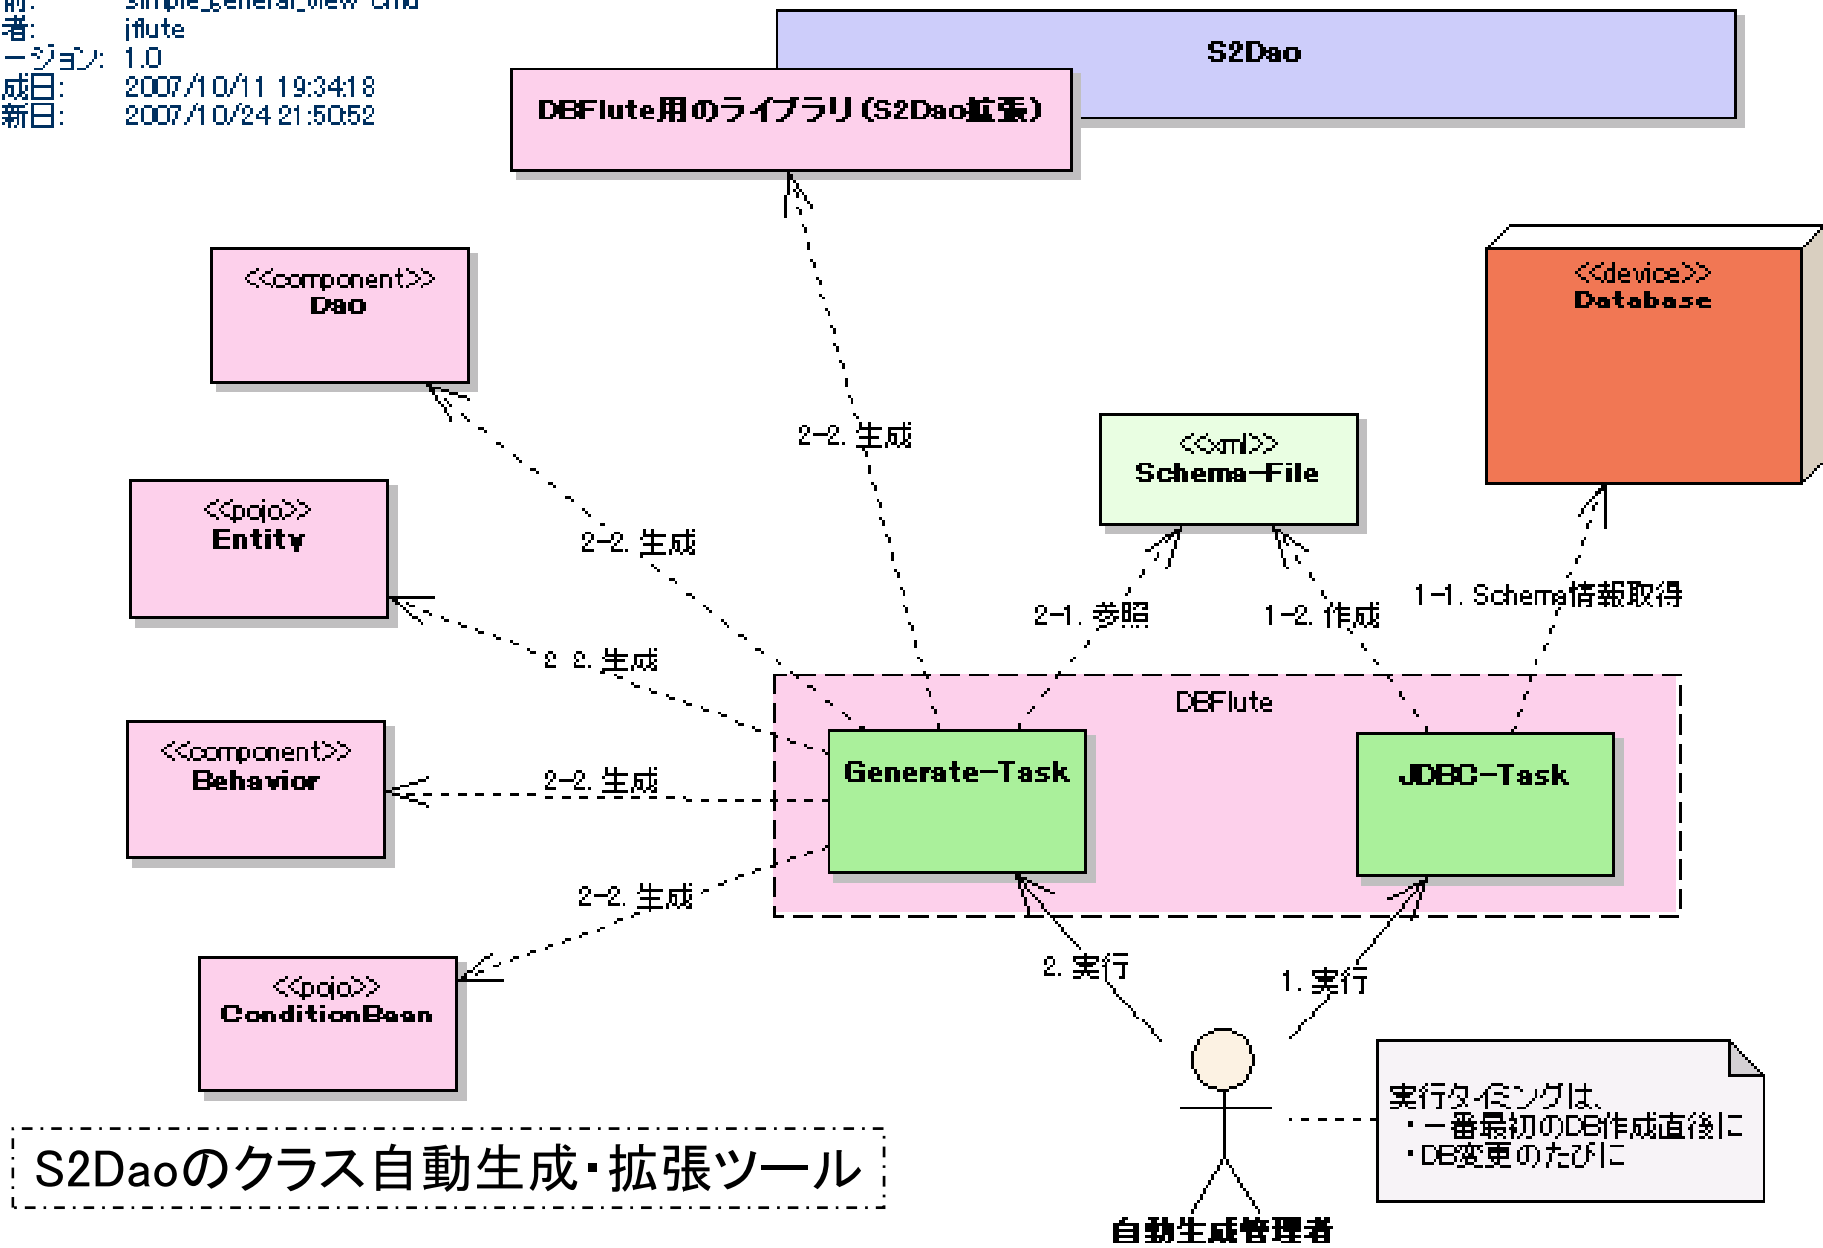 前:	simple_general_view-cmd
者:	jflute
ージョン:	1.0
成日:	2007/10/11 19:34:18
新日:	2007/10/24 21:50:52
S2Dao
DBFlute用のライブラリ(S2Dao拡張)
<<component>>
Dao
<<device>>
Database
2-2. 生成
<<xml>>
Schema-File
<<pojo>>
Entity
2-2. 生成
1-1. Schema情報取得
2-1. 参照
1-2. 作成
2-2. 生成
DBFlute
<<component>>
Behavior
2-2. 生成
Generate-Task
JDBC-Task
2-2. 生成
2. 実行
1. 実行
<<pojo>>
ConditionBean
実行タイミングは、
・一番最初のDB作成直後に
・DB変更のたびに
S2Daoのクラス自動生成・拡張ツール
自動生成管理者